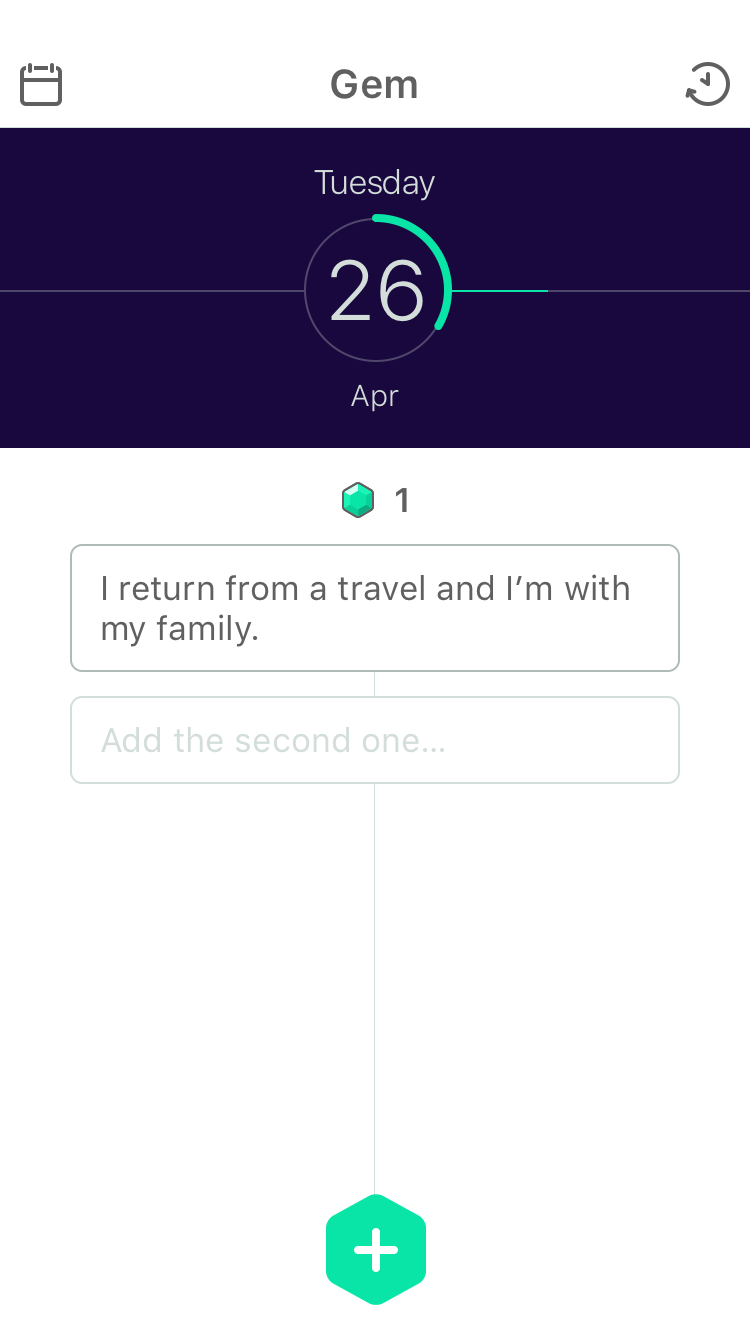 Gem
Tuesday
26
Apr
1
I return from a travel and I’m with
my family.
Add the second one...